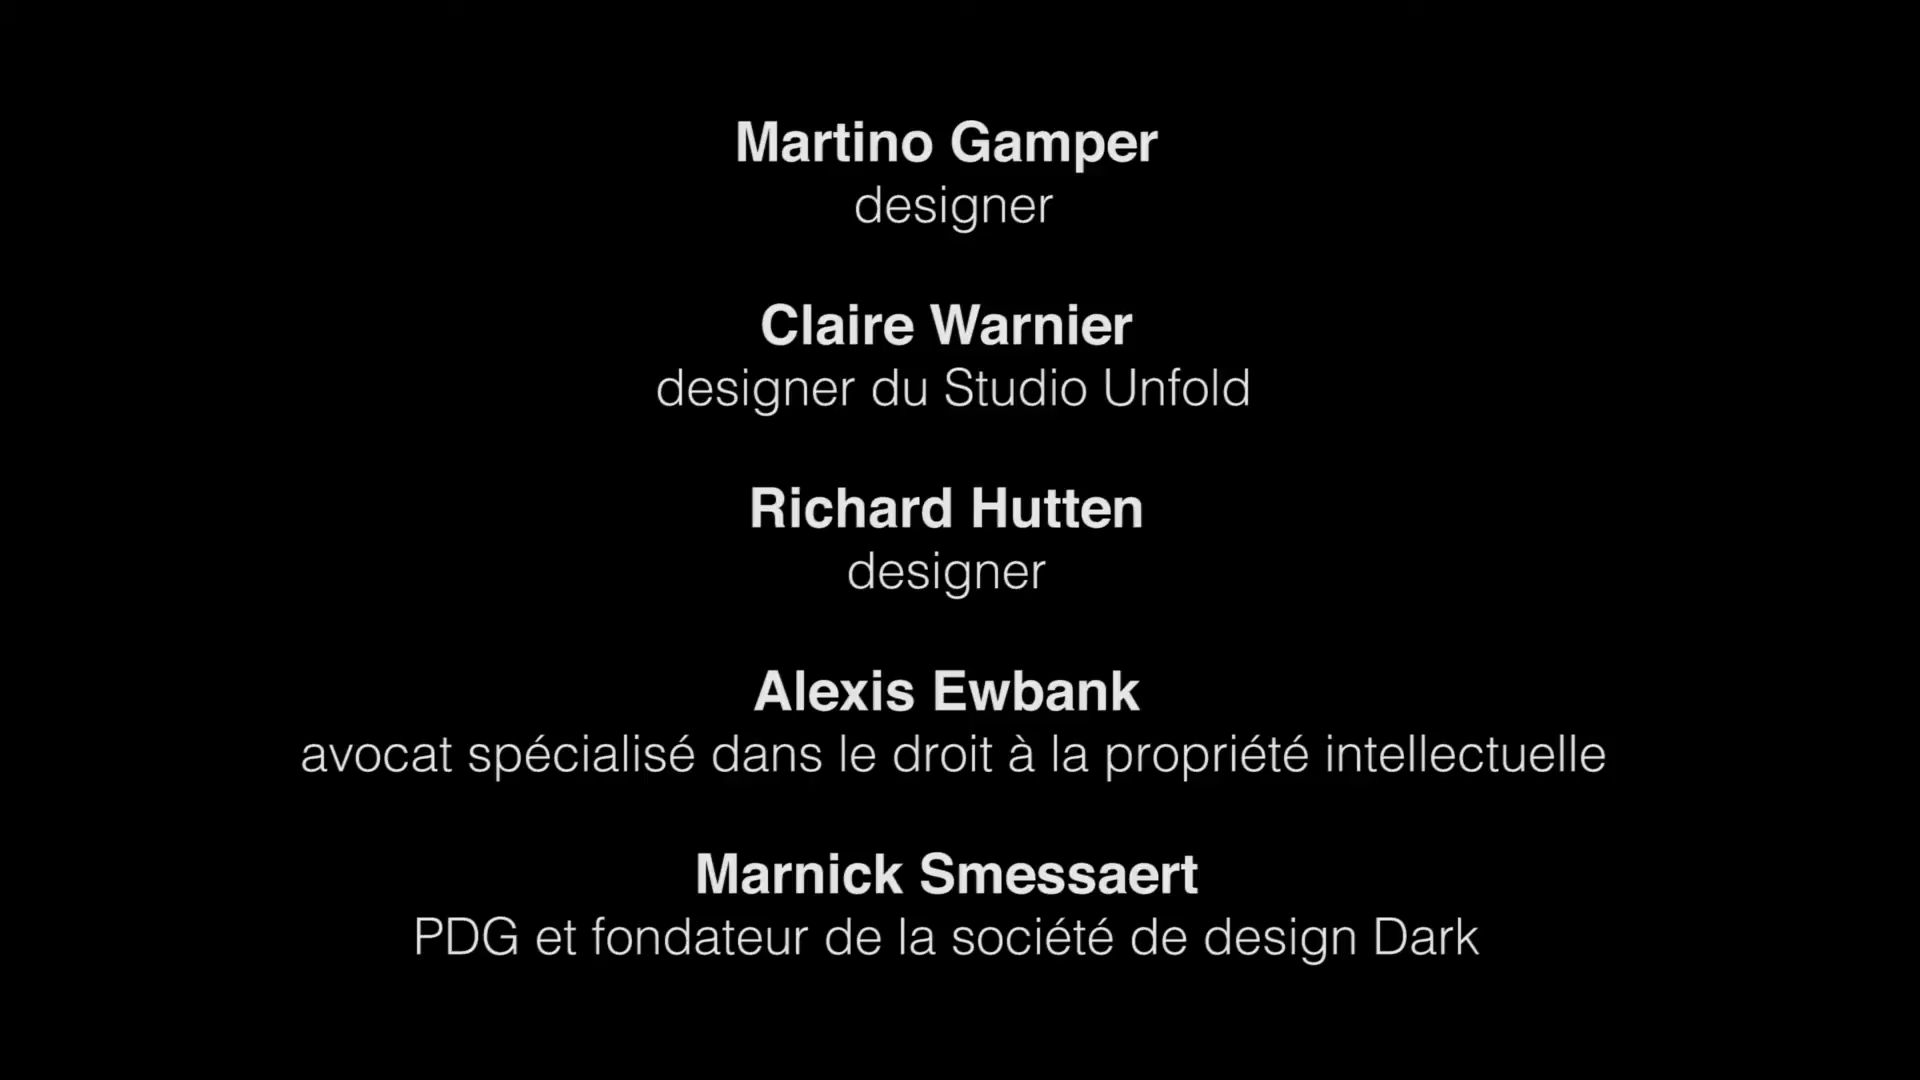 Martino Gamper
designer
Claire Warnier
designer du Studio Unfold
Richard Hutten
designer
Alexis Ewbank
avocat spécialisé dans le droit à la propriété intellectuelle
Marnick Smessaert
PDG et fondateur de la société de design Dark